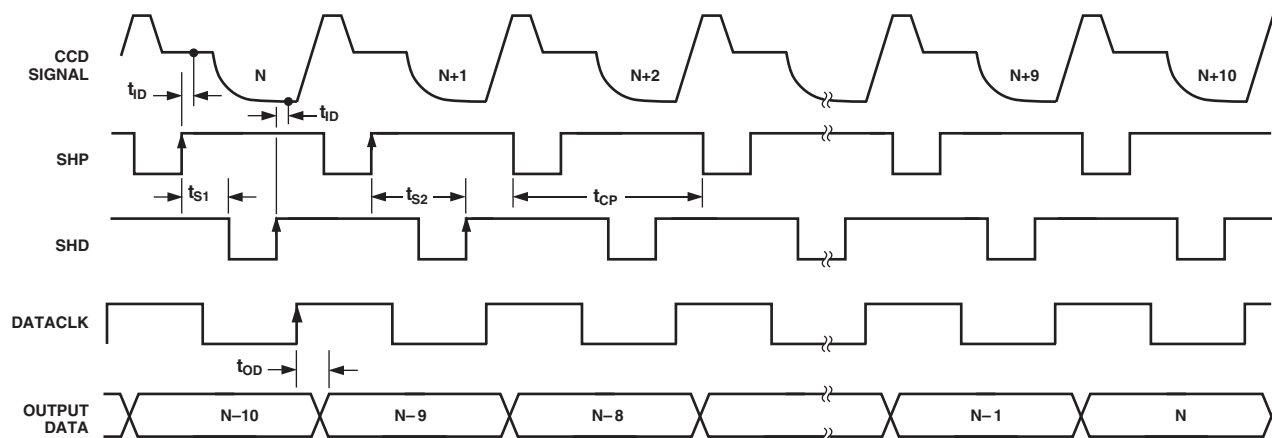 CCD
SIGNAL
N
N+1
N+2
N+9
N+10
tID
tID
SHP
tS1
tS2
tCP
SHD
DATACLK
tOD
OUTPUT
DATA
N–10
N–9
N–8
N–1
N